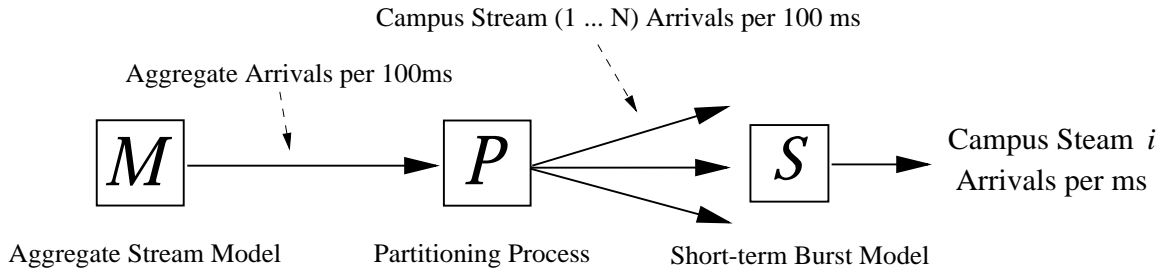 Campus Stream (1 ... N) Arrivals per 100 ms
Aggregate Arrivals per 100ms
M
P
S
Campus Steam i
Arrivals per ms
Aggregate Stream Model
Partitioning Process
Short-term Burst Model